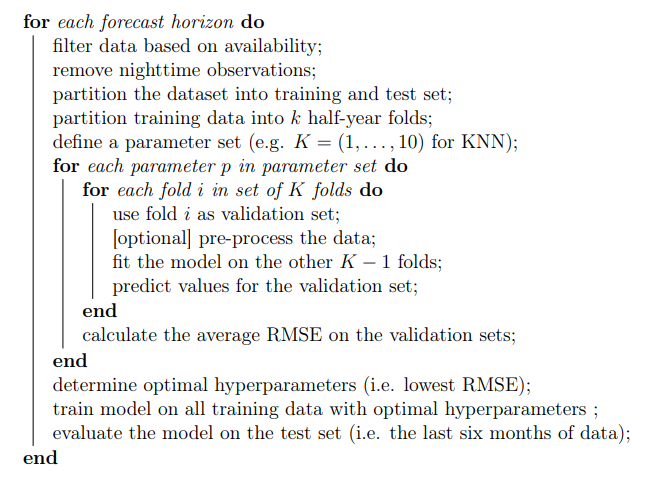 for each forecast horizon do
filter data based on availability;
remove nighttime observations;
partition the dataset into training and test set;
partition training data into k half-year folds;
define a parameter set (e.g. K = (1, . . . , 10) for KNN);
for each parameter p in parameter set do
for each fold i in set of K folds do
use fold i as validation set;
[optional] pre-process the data;
fit the model on the other K − 1 folds;
predict values for the validation set;
end
calculate the average RMSE on the validation sets;
end
determine optimal hyperparameters (i.e. lowest RMSE);
train model on all training data with optimal hyperparameters ;
evaluate the model on the test set (i.e. the last six months of data);
end